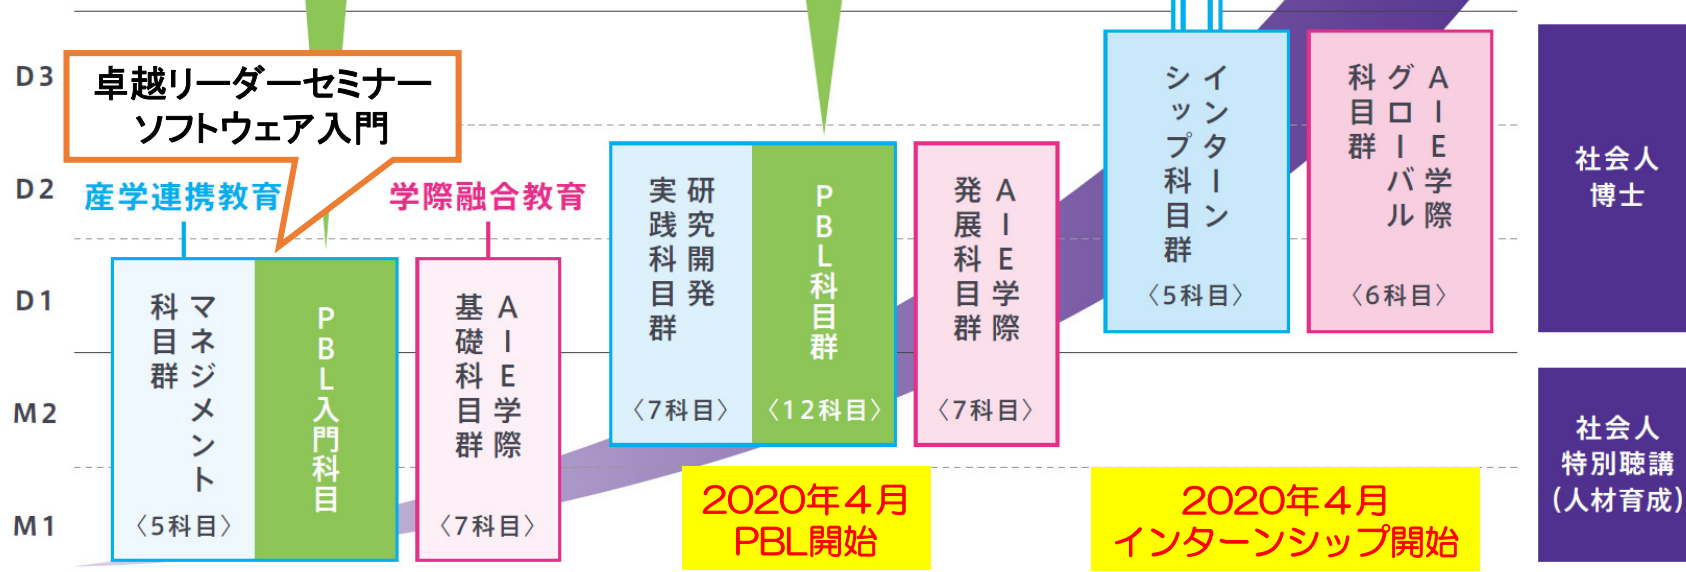 D3
D2
D1
M2
M1
卓越リーダーセミナー
ソフトウェア入門
産学連携教育
学際融合教育
マネジメント
科目群
〈5科目〉
PBL入門科目
AIE学際
基礎科目群
〈7科目〉
研究開発
実践科目群
〈7科目〉
PBL科目群
〈12科目〉
AIE学際
発展科目群
〈7科目〉
インターン
シップ科目群
〈5科目〉
AIE学際
グローバル
科目群
〈6科目〉
2020年4月
PBL開始
2020年4月
インターンシップ開始
社会人
博士
社会人
特別聴講
(人材育成)